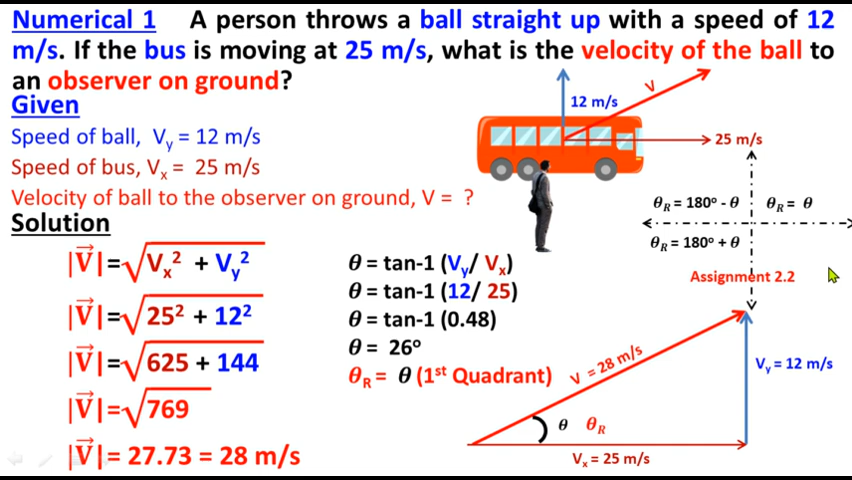 Numerical 1 A person throws a ball straight up with a speed of 12
m/s. If the bus is moving at 25 m/s, what is the velocity of the ball to
an observer on ground?
Given
Speed of ball, Vy = 12 m/s
Speed of bus, Vx = 25 m/s
Velocity of ball to the observer on ground, V = ?
Solution
|V⃗|=√Vx² + Vy²
|V⃗|=√25² + 12²
|V⃗|=√625 + 144
|V⃗|=√769
|V⃗|= 27.73 = 28 m/s
θ = tan-1 (Vy/ Vx)
θ = tan-1 (12/ 25)
θ = tan-1 (0.48)
θ = 26°
θR = θ (1st Quadrant)
12 m/s
V
25 m/s
θR = 180° - θ
θR = θ
θR = 180° + θ
Assignment 2.2
V = 28 m/s
Vy = 12 m/s
θ θR
Vx = 25 m/s